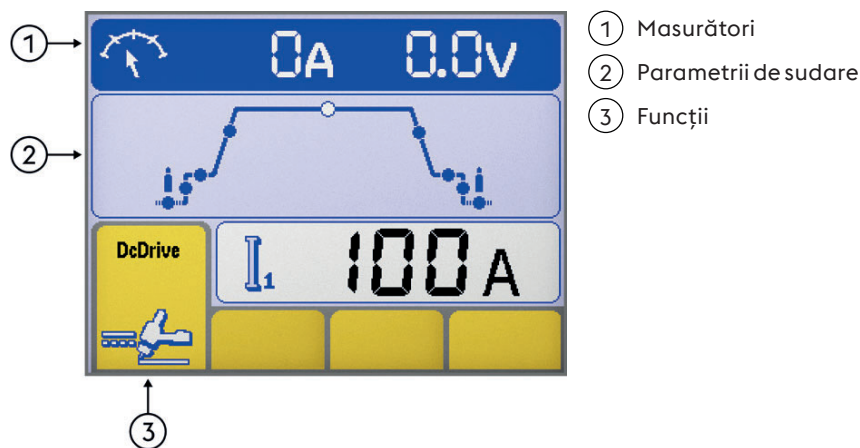 1 0A 0.0V
2
DcDrive I1 100A
3
1 Masurători
2 Parametrii de sudare
3 Funcții